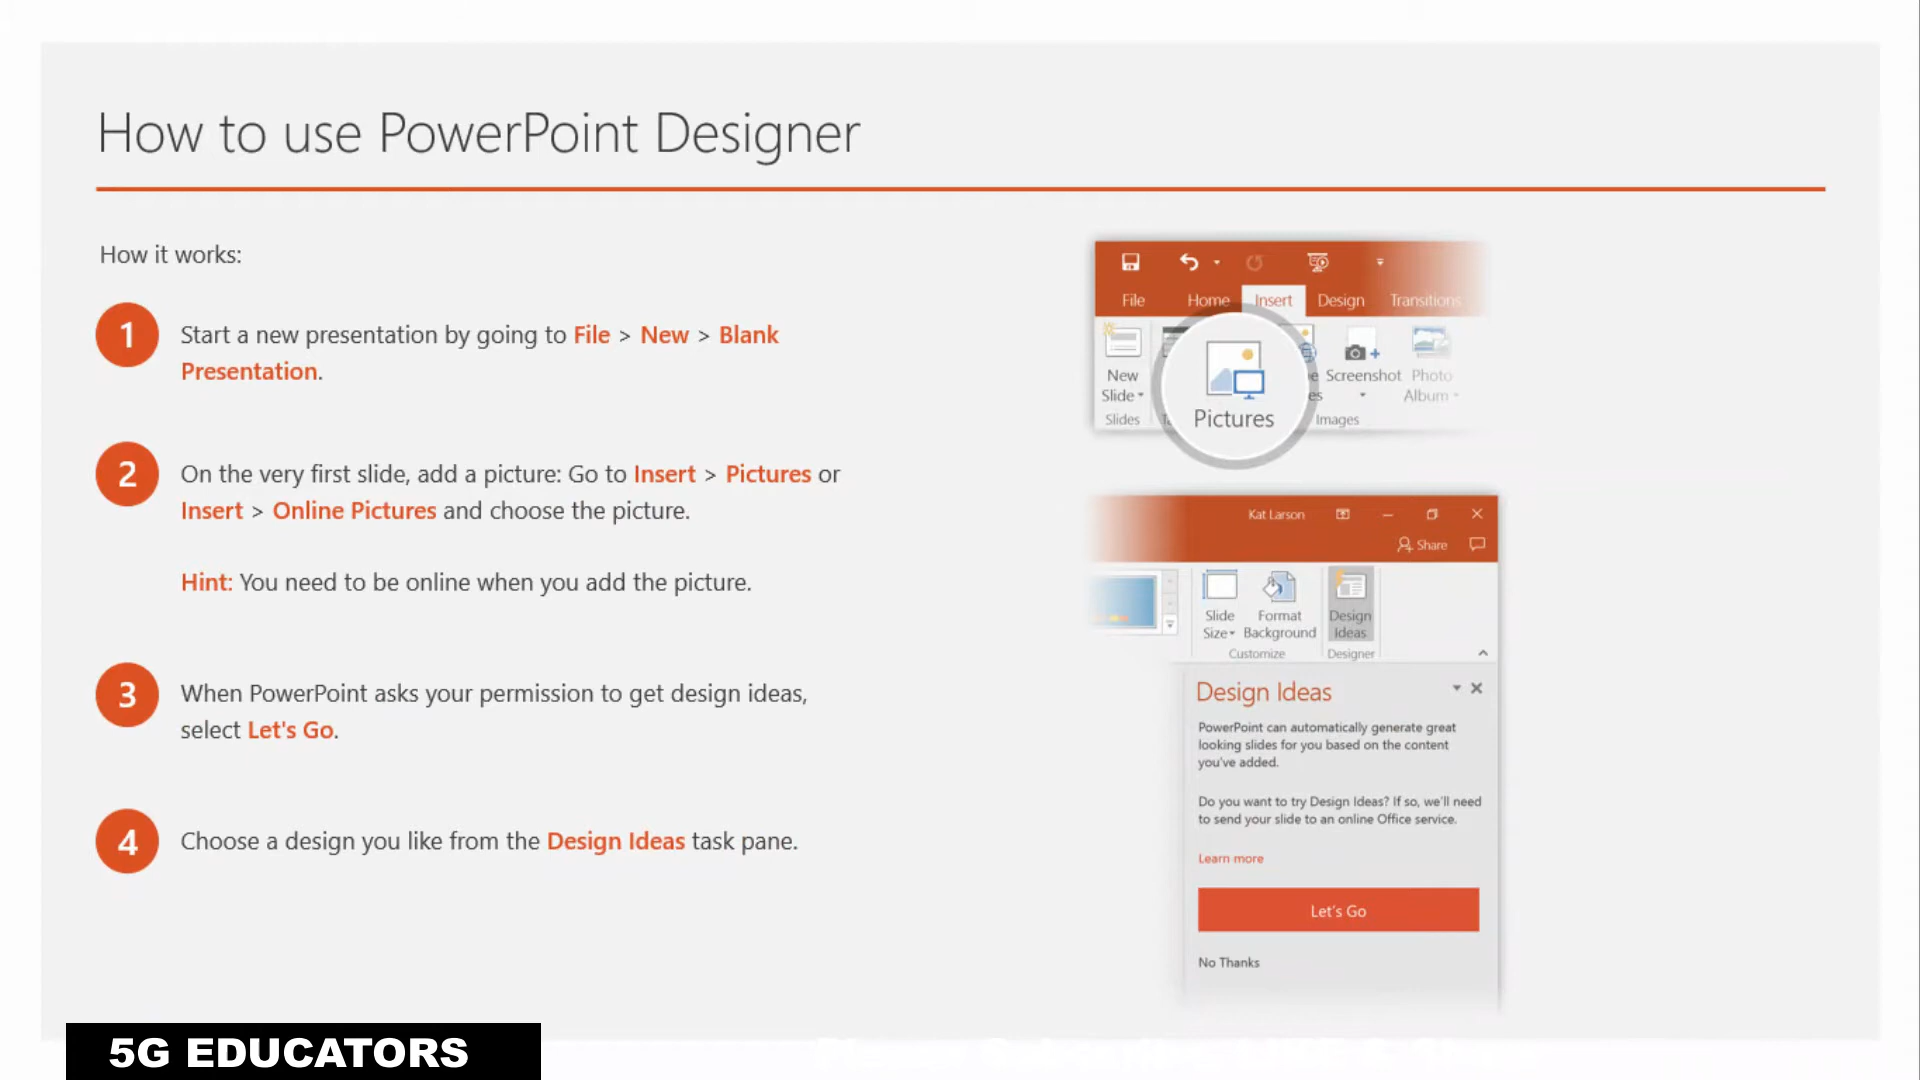 How to use PowerPoint Designer
How it works:
1
Start a new presentation by going to File > New > Blank
Presentation.
2
On the very first slide, add a picture: Go to Insert > Pictures or
Insert > Online Pictures and choose the picture.
Hint: You need to be online when you add the picture.
3
When PowerPoint asks your permission to get design ideas,
select Let's Go.
4
Choose a design you like from the Design Ideas task pane.
File Home Insert Design Transitions
New
Slide
Slides
Pictures
Screenshot
Photo
Album
Images
Kat Larson
Share
Slide
Size
Format
Background
Design
Ideas
Customize
Designer
Design Ideas
PowerPoint can automatically generate great
looking slides for you based on the content
you've added.
Do you want to try Design Ideas? If so, we'll need
to send your slide to an online Office service.
Learn more
Let's Go
No Thanks
5G EDUCATORS